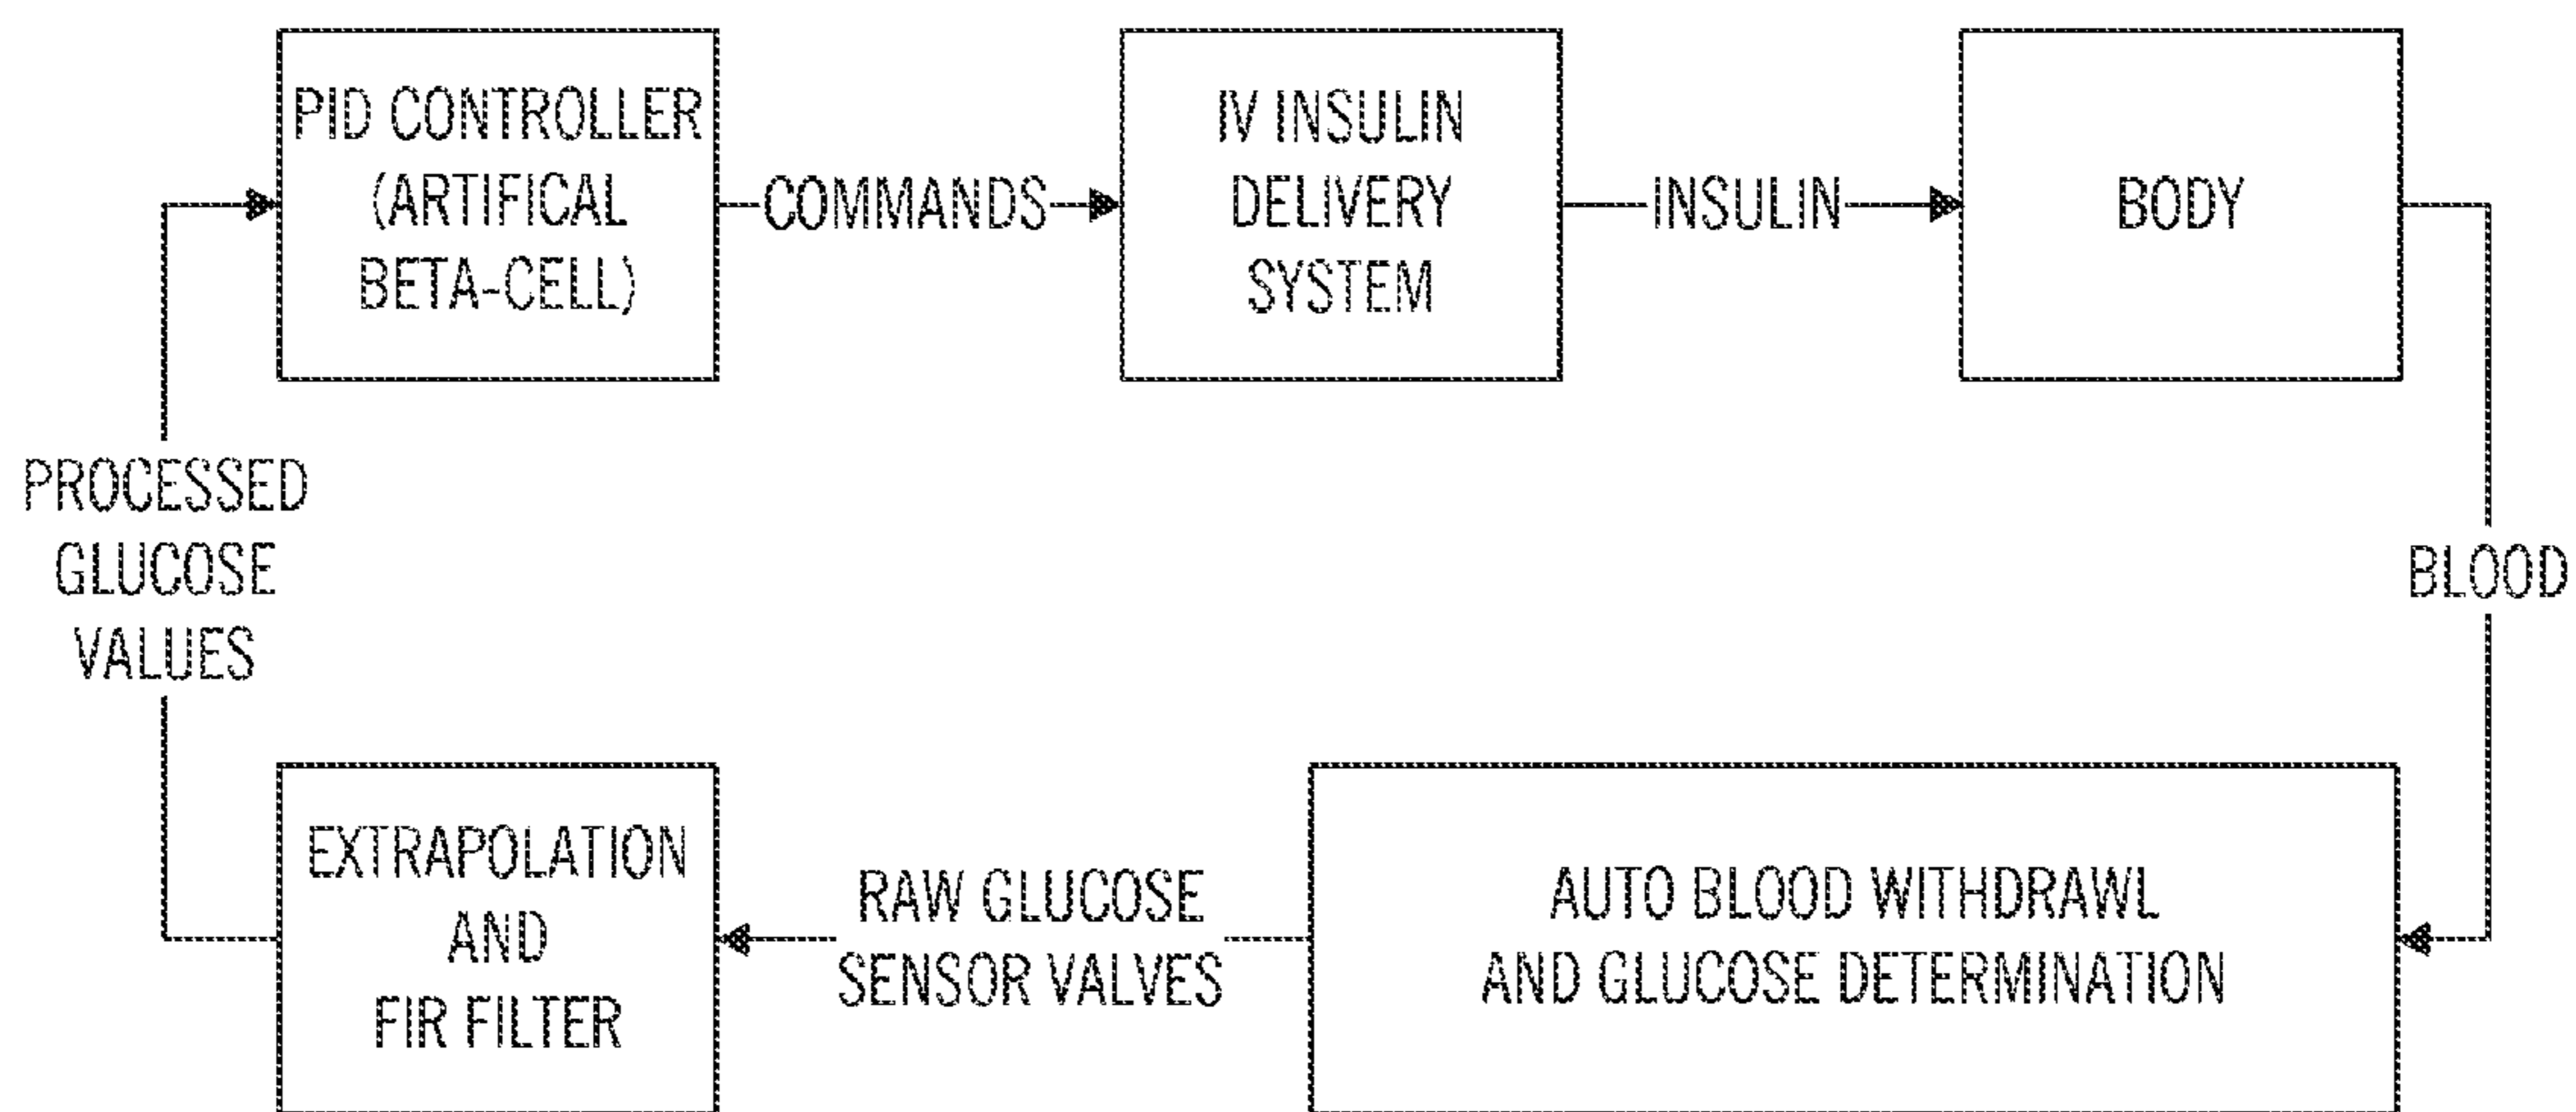 PID CONTROLLER
(ARTIFICAL
BETA-CELL)
COMMANDS
IV INSULIN
DELIVERY
SYSTEM
INSULIN
BODY
BLOOD
AUTO BLOOD WITHDRAWL
AND GLUCOSE DETERMINATION
RAW GLUCOSE
SENSOR VALVES
EXTRAPOLATION
AND
FIR FILTER
PROCESSED
GLUCOSE
VALUES